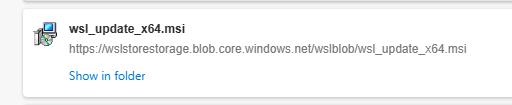 wsl_update_x64.msi
https://wslstorestorage.blob.core.windows.net/wslblob/wsl_update_x64.msi
Show in folder